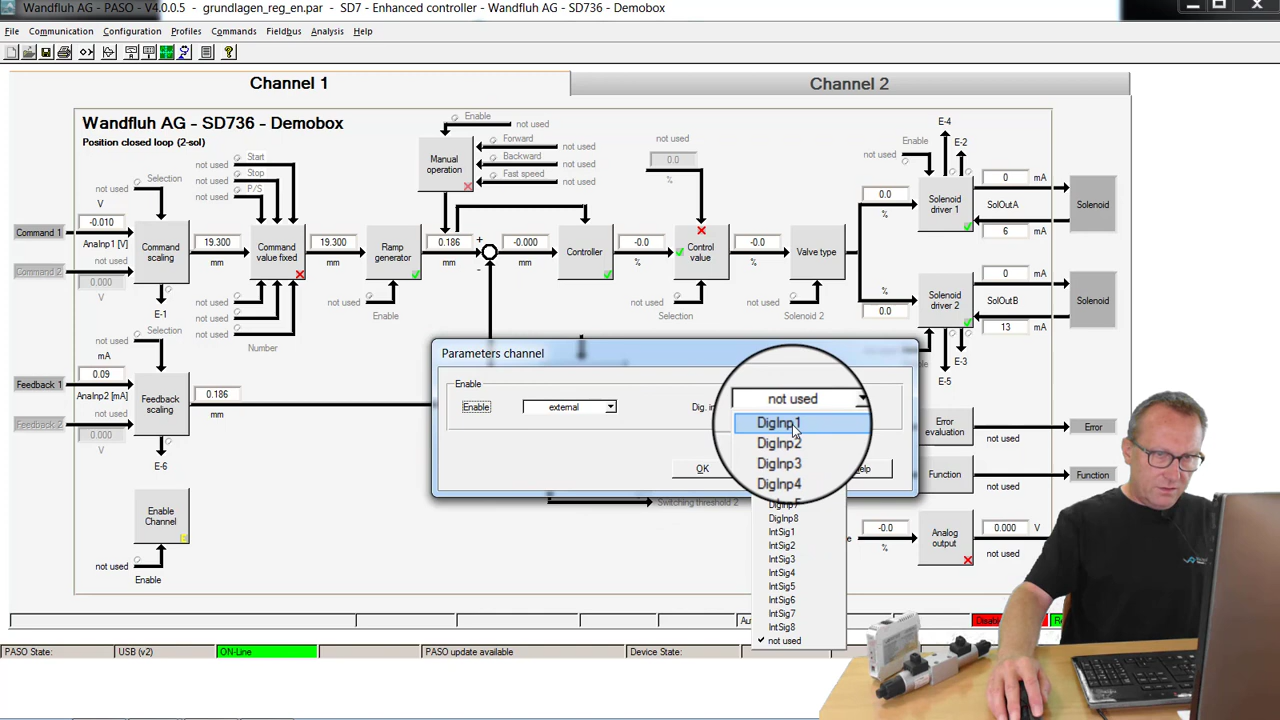 Wandfluh AG - PASO - V4.0.0.5 - grundlagen_reg_en.par - SD7 - Enhanced controller - Wandfluh AG - SD736 - Demobox
File Communication Configuration Profiles Commands Fieldbus Analysis Help
Channel 1
Channel 2
Wandfluh AG - SD736 - Demobox
Position closed loop (2-sol)
Enable
not used
Forward
not used
Backward
not used
Fast speed
not used
Manual operation
not used
0.0
%
not used
Start
not used
Stop
not used
P/S
Selection
not used
V
-0.010
AnaInp1 [V]
not used
0.000
V
Command 1
Command 2
Command scaling
E-1
19.300
mm
Command value fixed
not used
not used
not used
Number
19.300
mm
Ramp generator
not used
Enable
0.186
mm
+
-
-0.000
mm
Controller
-0.0
%
Control value
not used
Selection
-0.0
%
Valve type
not used
Solenoid 2
Enable
not used
E-4
E-2
0.0
%
Solenoid driver 1
0
mA
SolOutA
6
mA
Solenoid
%
0.0
Solenoid driver 2
0
mA
SolOutB
13
mA
Solenoid
E-3
E-5
Selection
not used
mA
0.09
AnaInp2 [mA]
not used
0.000
V
Feedback 1
Feedback 2
Feedback scaling
E-6
0.186
mm
Enable Channel
not used
Enable
Parameters channel
Enable
Enable
external
Dig. in
not used
DigInp1
DigInp2
DigInp3
DigInp4
DigInp8
IntSig1
IntSig2
IntSig3
IntSig4
IntSig5
IntSig6
IntSig7
IntSig8
not used
OK
Help
Switching threshold 2
Error evaluation
not used
Error
Function
not used
Function
-0.0
%
Analog output
0.000
V
not used
PASO State:
USB (v2)
ON-Line
PASO update available
Device State: